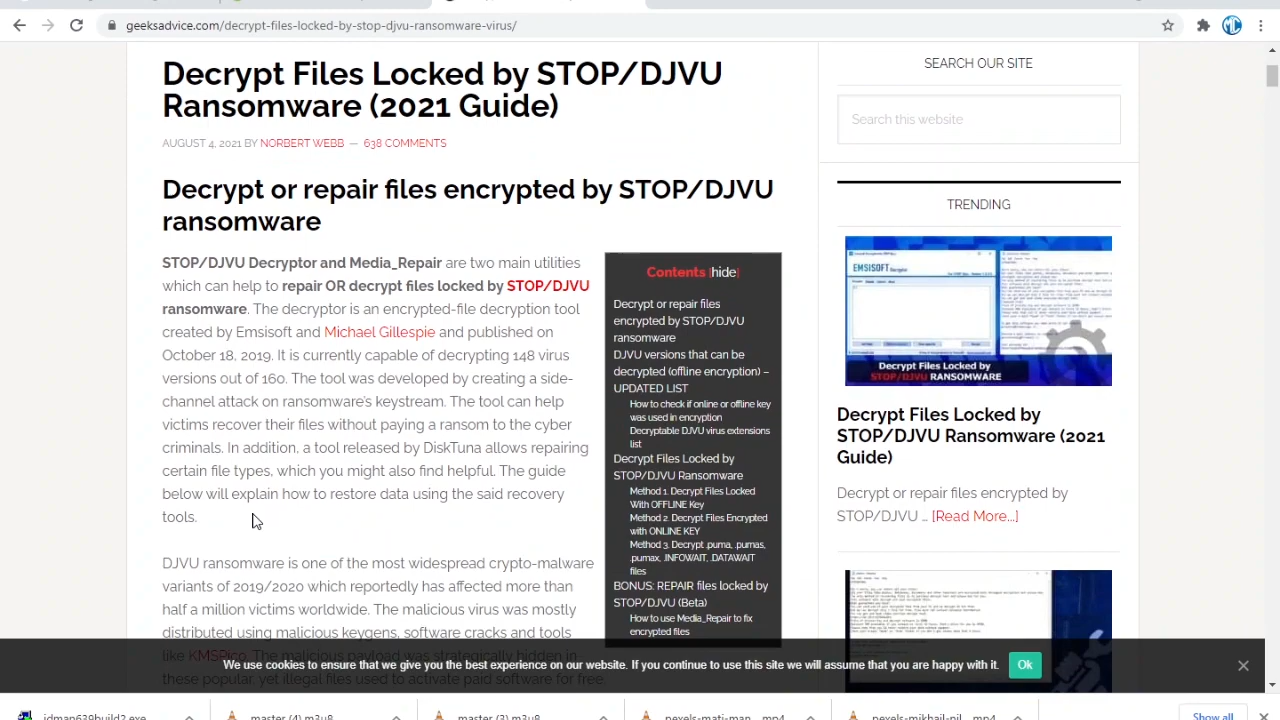 geeksadvice.com/decrypt-files-locked-by-stop-djvu-ransomware-virus/
Decrypt Files Locked by STOP/DJVU
Ransomware (2021 Guide)
AUGUST 4, 2021 BY NORBERT WEBB — 638 COMMENTS
Decrypt or repair files encrypted by STOP/DJVU
ransomware
STOP/DJVU Decryptor and Media_Repair are two main utilities
which can help to repair or decrypt files locked by STOP/DJVU
ransomware. The decryptor is an encrypted-file decryption tool
created by Emsisoft and Michael Gillespie and published on
October 18, 2019. It is currently capable of decrypting 148 virus
versions out of 160. The tool was developed by creating a side-
channel attack on ransomware's keystream. The tool can help
victims recover their files without paying a ransom to the cyber
criminals. In addition, a tool released by DiskTuna allows repairing
certain file types, which you might also find helpful. The guide
below will explain how to restore data using the said recovery
tools.
DJVU ransomware is one of the most widespread crypto-malware
variants of 2019/2020 which reportedly has affected more than
half a million victims worldwide. The malicious virus was mostly
distributed using malicious keygens, software cracks and tools
like KMSPico. The malicious payload was strategically hidden in
these popular, yet illegal files used to activate paid software for free.
Contents [hide]
Decrypt or repair files
encrypted by STOP/DJVU
ransomware
DJVU versions that can be
decrypted (offline encryption) –
UPDATED LIST
How to check if online or offline key
was used in encryption
Decryptable DJVU virus extensions
list
Decrypt Files Locked by
STOP/DJVU Ransomware
Method 1. Decrypt Files Locked
With OFFLINE Key
Method 2. Decrypt Files Encrypted
with ONLINE KEY
Method 3. Decrypt .puma, .pumas,
.pumax, .INFOWAIT, .DATAWAIT
files
BONUS: REPAIR files locked by
STOP/DJVU (Beta)
How to use Media_Repair to fix
encrypted files
SEARCH OUR SITE
Search this website
TRENDING
EMSISOFT
Decrypt Files Locked by
STOP/DJVU RANSOMWARE
Decrypt Files Locked by
STOP/DJVU Ransomware (2021
Guide)
Decrypt or repair files encrypted by
STOP/DJVU ... [Read More...]
We use cookies to ensure that we give you the best experience on our website. If you continue to use this site we will assume that you are happy with it.
Ok
idman639build2.exe
master (4).m3u8
master (3).m3u8
pexels-mati-man....mp4
pexels-mikhail-nil....mp4
Show all